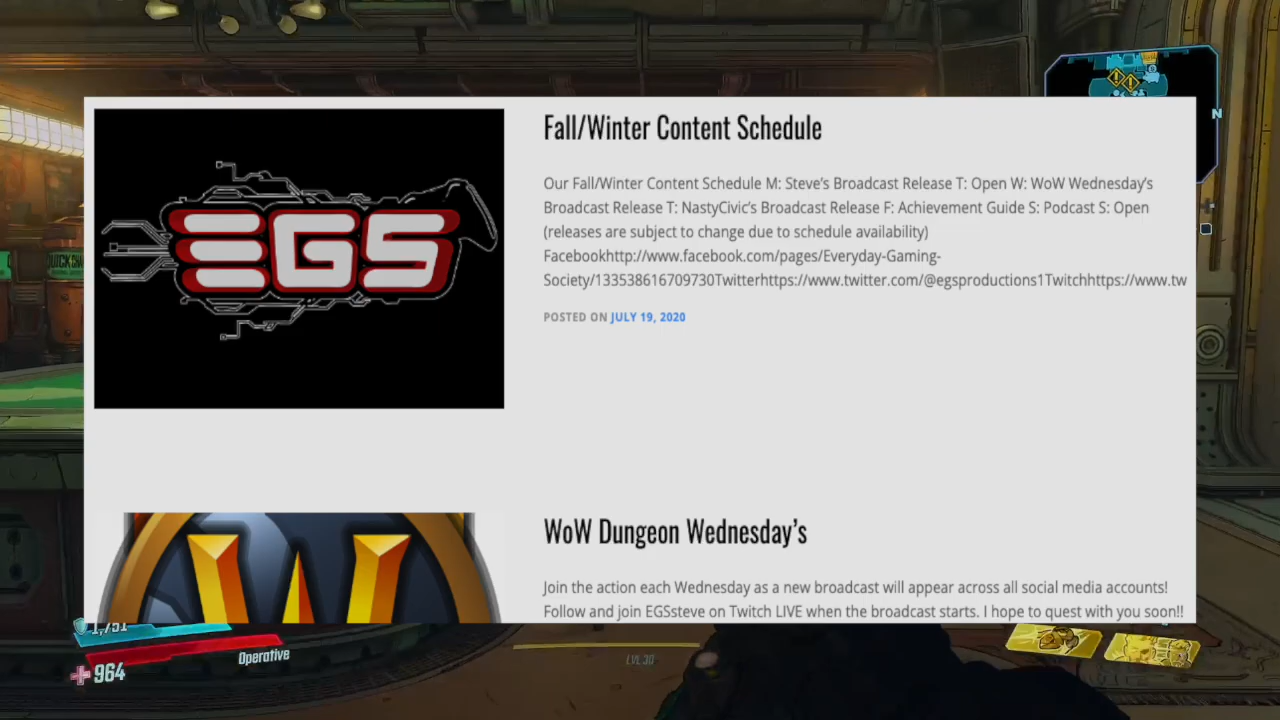 N
EGS
Fall/Winter Content Schedule
Our Fall/Winter Content Schedule M: Steve's Broadcast Release T: Open W: WoW Wednesday's
Broadcast Release T: NastyCivic's Broadcast Release F: Achievement Guide S: Podcast S: Open
(releases are subject to change due to schedule availability)
Facebookhttp://www.facebook.com/pages/Everyday-Gaming-
Society/133538616709730Twitterhttps://www.twitter.com/@egsproductions1Twitchhttps://www.tw
POSTED ON JULY 19, 2020
W
WoW Dungeon Wednesday's
Join the action each Wednesday as a new broadcast will appear across all social media accounts!
Follow and join EGSsteve on Twitch LIVE when the broadcast starts. I hope to quest with you soon!!
1,751
964
Operative
LVL 30